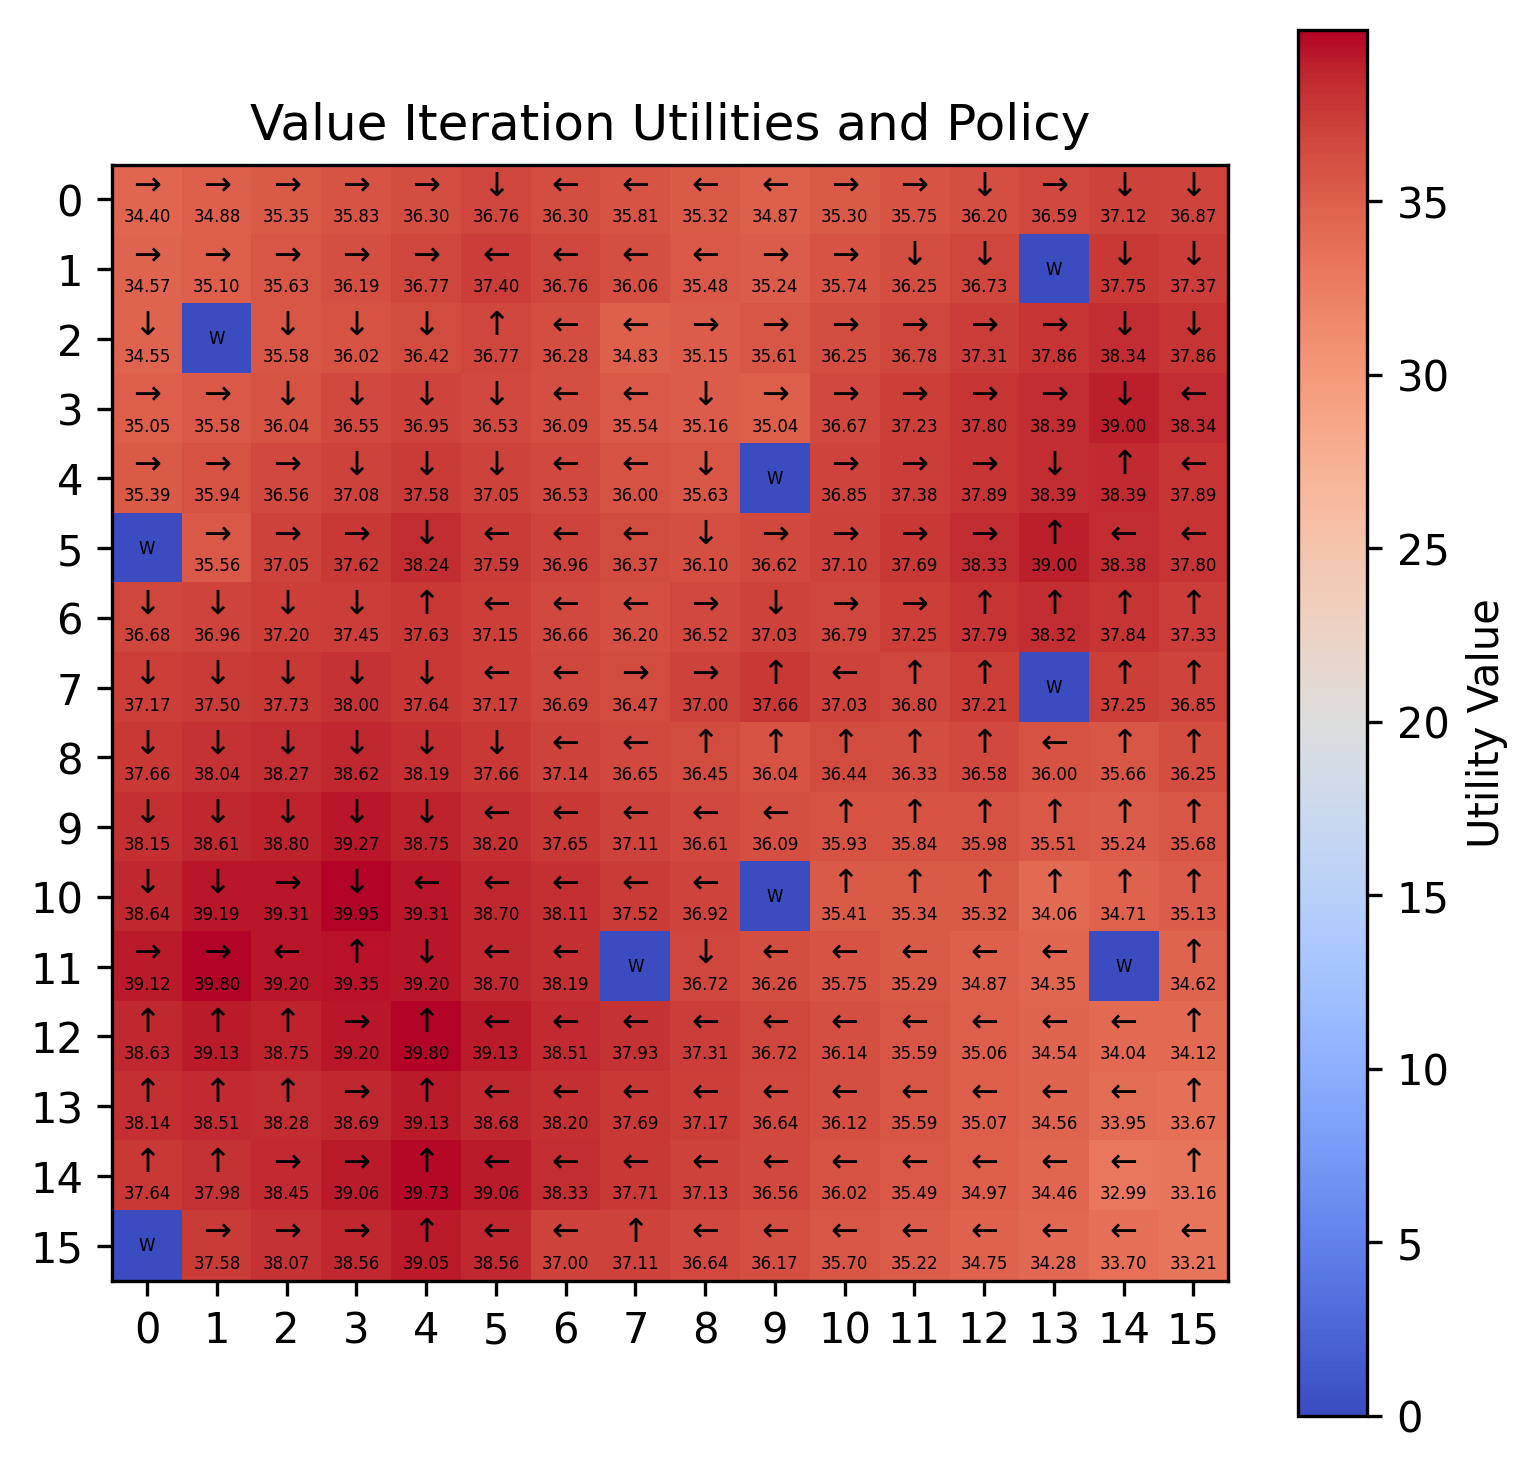 Value Iteration Utilities and Policy
0 → → → → → ↓ ← ← ← ← → → ↓ → ↓ ↓
34.40 34.88 35.35 35.83 36.30 36.76 36.30 35.81 35.32 34.87 35.30 35.75 36.20 36.59 37.12 36.87
1 → → → → → ← ← ← ← → → ↓ ↓ W ↓ ↓
34.57 35.10 35.63 36.19 36.77 37.40 36.76 36.06 35.48 35.24 35.74 36.25 36.73 37.75 37.37
2 ↓ W ↓ ↓ ↓ ↑ ← ← → → → → → → ↓ ↓
34.55 35.58 36.02 36.42 36.77 36.28 34.83 35.15 35.61 36.25 36.78 37.31 37.86 38.34 37.86
3 → → ↓ ↓ ↓ ↓ ← ← ↓ → → → → → ↓ ←
35.05 35.58 36.04 36.55 36.95 36.53 36.09 35.54 35.16 35.04 36.67 37.23 37.80 38.39 39.00 38.34
4 → → → ↓ ↓ ↓ ← ← ↓ W → → → ↓ ↑ ←
35.39 35.94 36.56 37.08 37.58 37.05 36.53 36.00 35.63 36.85 37.38 37.89 38.39 38.39 37.89
5 W → → → ↓ ← ← ← ↓ → → → → ↑ ← ←
35.56 37.05 37.62 38.24 37.59 36.96 36.37 36.10 36.62 37.10 37.69 38.33 39.00 38.38 37.80
6 ↓ ↓ ↓ ↓ ↑ ← ← ← → ↓ → → ↑ ↑ ↑ ↑
36.68 36.96 37.20 37.45 37.63 37.15 36.66 36.20 36.52 37.03 36.79 37.25 37.79 38.32 37.84 37.33
7 ↓ ↓ ↓ ↓ ↓ ← ← → → ↑ ← ↑ ↑ W ↑ ↑
37.17 37.50 37.73 38.00 37.64 37.17 36.69 36.47 37.00 37.66 37.03 36.80 37.21 37.25 36.85
8 ↓ ↓ ↓ ↓ ↓ ↓ ← ← ↑ ↑ ↑ ↑ ↑ ← ↑ ↑
37.66 38.04 38.27 38.62 38.19 37.66 37.14 36.65 36.45 36.04 36.44 36.33 36.58 36.00 35.66 36.25
9 ↓ ↓ ↓ ↓ ↓ ← ← ← ← ← ↑ ↑ ↑ ↑ ↑ ↑
38.15 38.61 38.80 39.27 38.75 38.20 37.65 37.11 36.61 36.09 35.93 35.84 35.98 35.51 35.24 35.68
10 ↓ ↓ → ↓ ← ← ← ← ← W ↑ ↑ ↑ ↑ ↑ ↑
38.64 39.19 39.31 39.95 39.31 38.70 38.11 37.52 36.92 35.41 35.34 35.32 34.06 34.71 35.13
11 → → ← ↑ ↓ ← ← W ↓ ← ← ← ← ← W ↑
39.12 39.80 39.20 39.35 39.20 38.70 38.19 36.72 36.26 35.75 35.29 34.87 34.35 34.62
12 ↑ ↑ ↑ → ↑ ← ← ← ← ← ← ← ← ← ← ↑
38.63 39.13 38.75 39.20 39.80 39.13 38.51 37.93 37.31 36.72 36.14 35.59 35.06 34.54 34.04 34.12
13 ↑ ↑ ↑ → ↑ ← ← ← ← ← ← ← ← ← ← ↑
38.14 38.51 38.28 38.69 39.13 38.68 38.20 37.69 37.17 36.64 36.12 35.59 35.07 34.56 33.95 33.67
14 ↑ ↑ → → ↑ ← ← ← ← ← ← ← ← ← ← ↑
37.64 37.98 38.45 39.06 39.73 39.06 38.33 37.71 37.13 36.56 36.02 35.49 34.97 34.46 32.99 33.16
15 W → → → ↑ ← ← ↑ ← ← ← ← ← ← ← ←
37.58 38.07 38.56 39.05 38.56 37.00 37.11 36.64 36.17 35.70 35.22 34.75 34.28 33.70 33.21
0 1 2 3 4 5 6 7 8 9 10 11 12 13 14 15
35
30
25
20
15
10
5
0
Utility Value